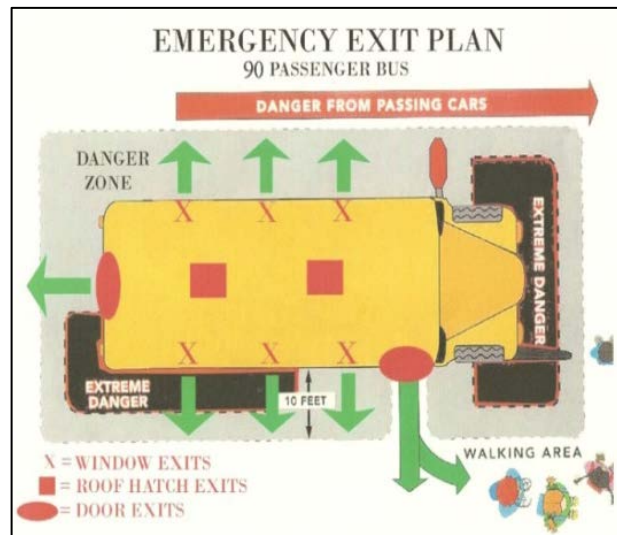 EMERGENCY EXIT PLAN
90 PASSENGER BUS
DANGER FROM PASSING CARS
DANGER
ZONE
X X X
EXTREME DANGER
X X X
EXTREME
DANGER
10 FEET
WALKING AREA
X = WINDOW EXITS
= ROOF HATCH EXITS
= DOOR EXITS